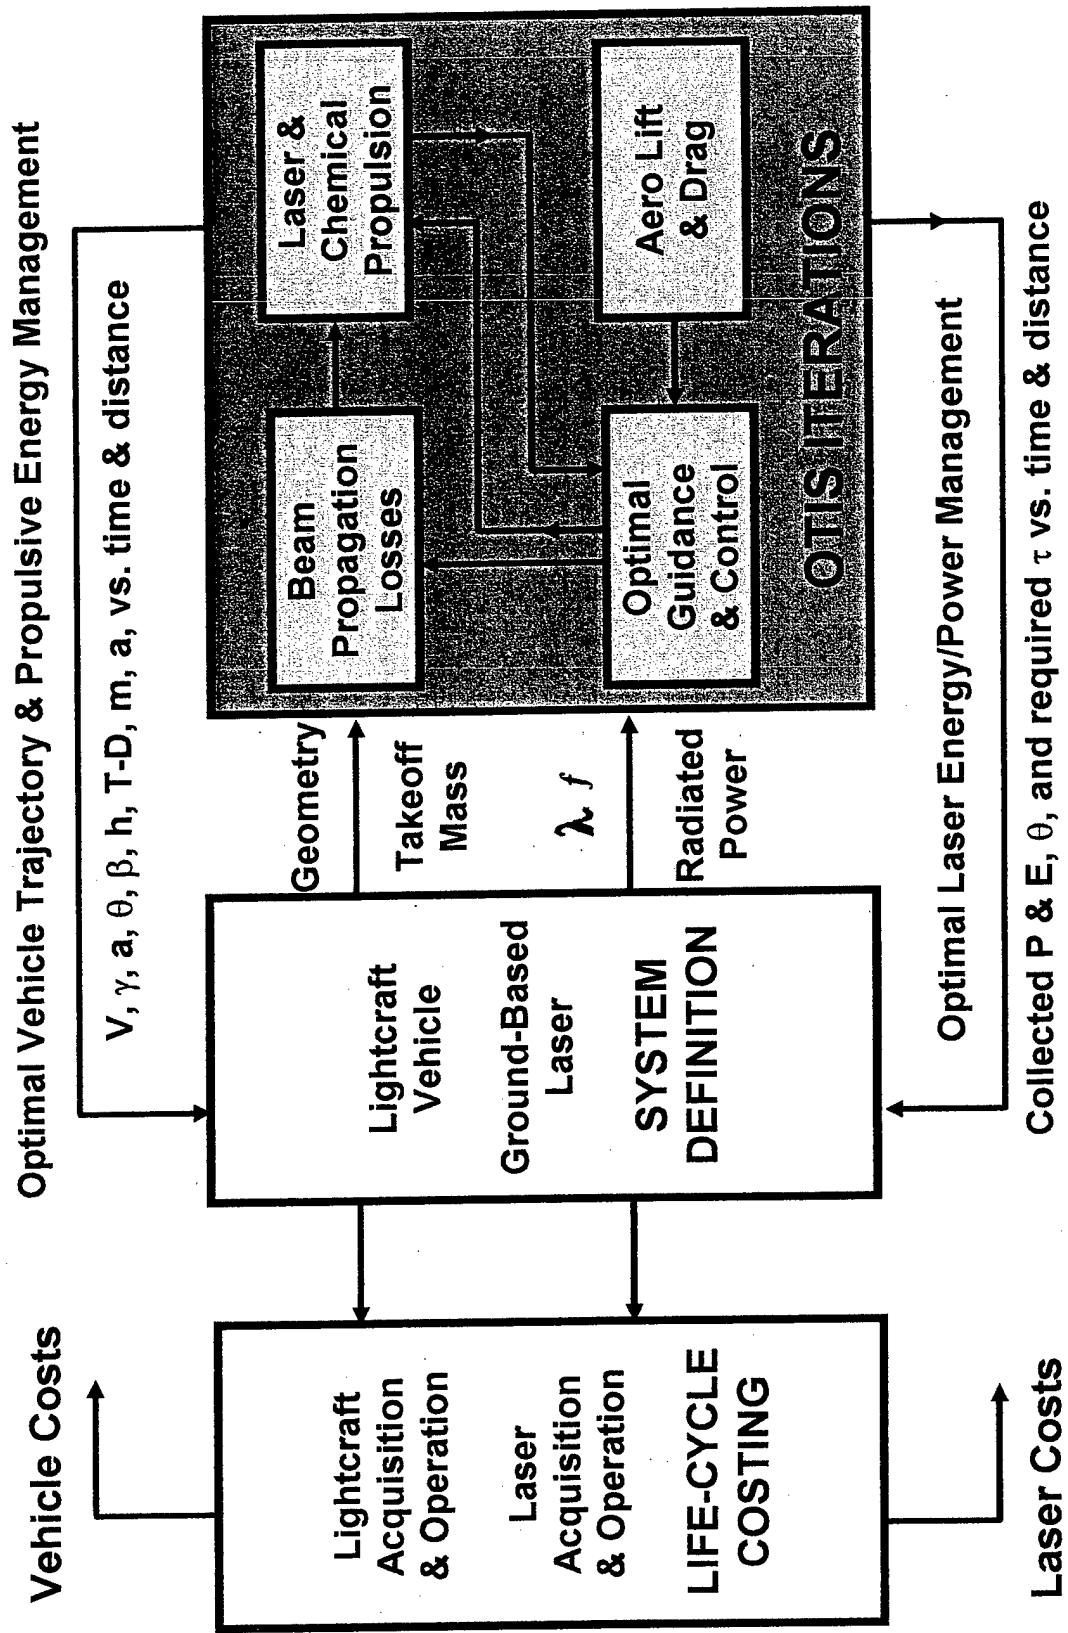 Optimal Vehicle Trajectory & Propulsive Energy Management
V, γ, a, θ, β, h, T-D, m, a, vs. time & distance
Vehicle Costs
Lightcraft
Acquisition
& Operation
Laser
Acquisition
& Operation
LIFE-CYCLE
COSTING
Laser Costs
Lightcraft
Vehicle
Ground-Based
Laser
SYSTEM
DEFINITION
Geometry
Takeoff
Mass
λ f
Radiated
Power
Beam
Propagation
Losses
Laser &
Chemical
Propulsion
Optimal
Guidance
& Control
Aero Lift
& Drag
OTIS ITERATIONS
Optimal Laser Energy/Power Management
Collected P & E, θ, and required τ vs. time & distance